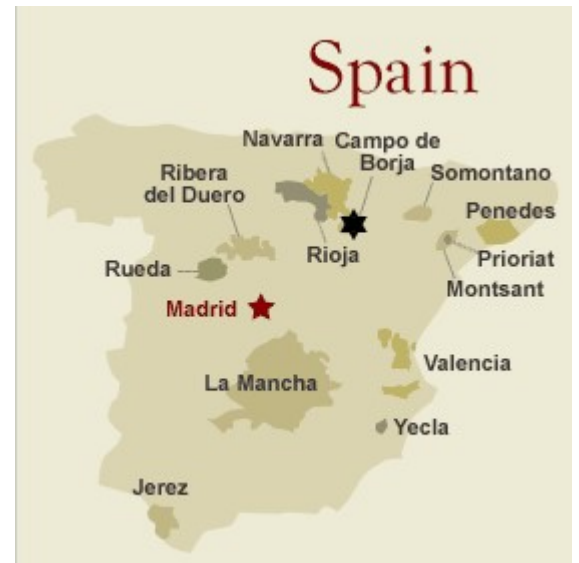 Spain
Navarra
Campo de
Borja
Somontano
Ribera
del Duero
Penedes
Rioja
Prioriat
Rueda
Montsant
Madrid
Valencia
La Mancha
Yecla
Jerez